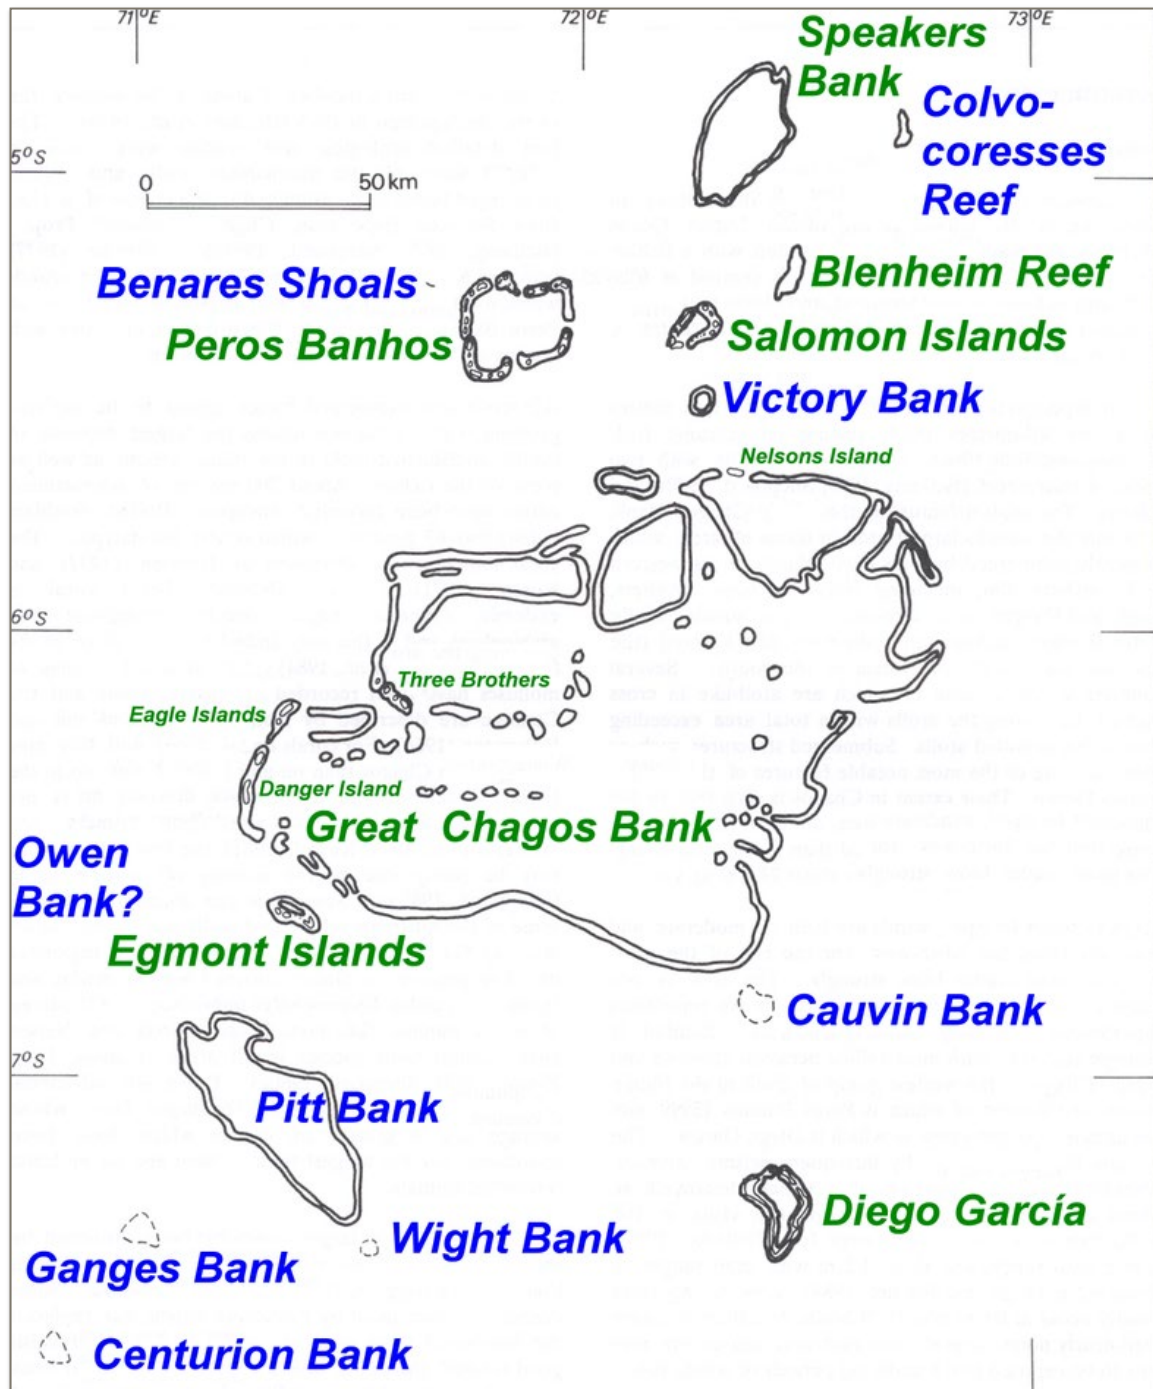 71°E
72°E
73°E
Speakers
Bank
Colvo-
coresses
Reef
5°S
0 50 km
Benares Shoals
Blenheim Reef
Peros Banhos
Salomon Islands
Victory Bank
Nelsons Island
6°S
Three Brothers
Eagle Islands
Danger Island
Great Chagos Bank
Owen
Bank?
Egmont Islands
Cauvin Bank
7°S
Pitt Bank
Diego García
Wight Bank
Ganges Bank
Centurion Bank